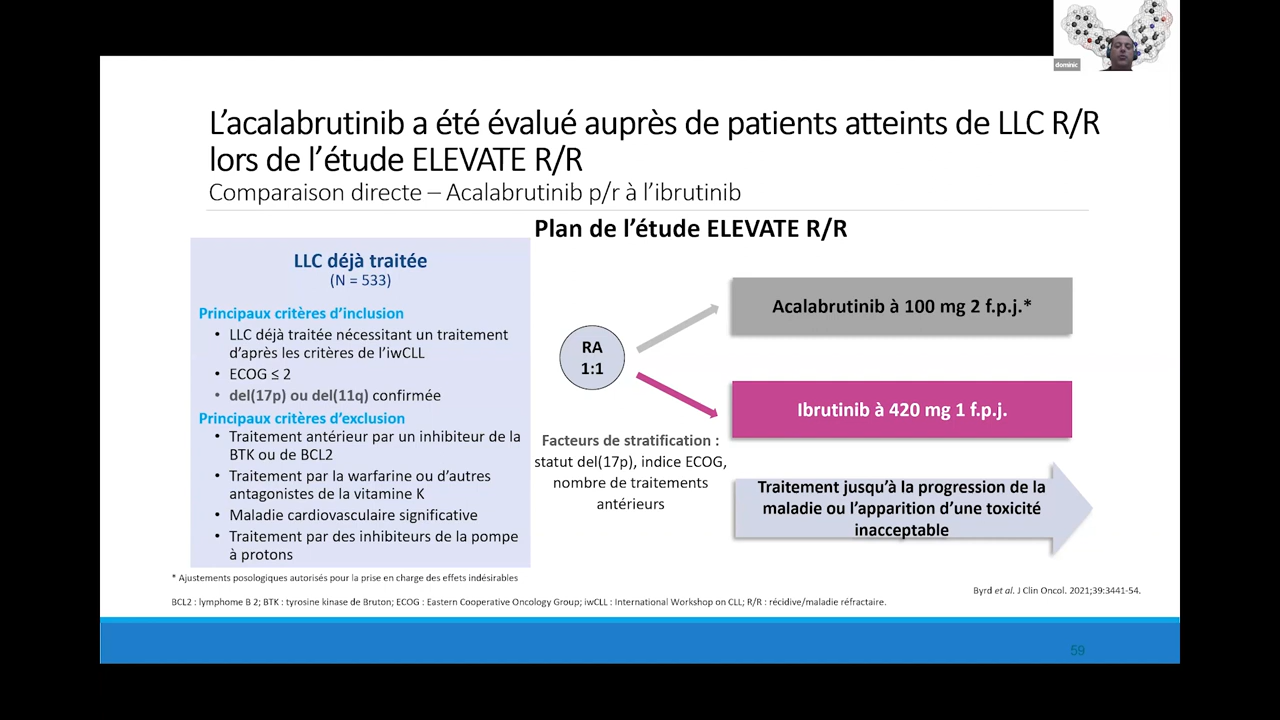 dominic
L’acalabrutinib a été évalué auprès de patients atteints de LLC R/R
lors de l’étude ELEVATE R/R
Comparaison directe – Acalabrutinib p/r à l’ibrutinib
Plan de l’étude ELEVATE R/R
LLC déjà traitée
(N = 533)
Principaux critères d’inclusion
• LLC déjà traitée nécessitant un traitement
d’après les critères de l’iwCLL
• ECOG ≤ 2
• del(17p) ou del(11q) confirmée
Principaux critères d’exclusion
• Traitement antérieur par un inhibiteur de la
BTK ou de BCL2
• Traitement par la warfarine ou d’autres
antagonistes de la vitamine K
• Maladie cardiovasculaire significative
• Traitement par des inhibiteurs de la pompe
à protons
RA
1:1
Facteurs de stratification :
statut del(17p), indice ECOG,
nombre de traitements
antérieurs
Acalabrutinib à 100 mg 2 f.p.j.*
Ibrutinib à 420 mg 1 f.p.j.
Traitement jusqu’à la progression de la
maladie ou l’apparition d’une toxicité
inacceptable
* Ajustements posologiques autorisés pour la prise en charge des effets indésirables
Byrd et al. J Clin Oncol. 2021;39:3441-54.
BCL2 : lymphome B 2; BTK : tyrosine kinase de Bruton; ECOG : Eastern Cooperative Oncology Group; iwCLL : International Workshop on CLL; R/R : récidive/maladie réfractaire.
59